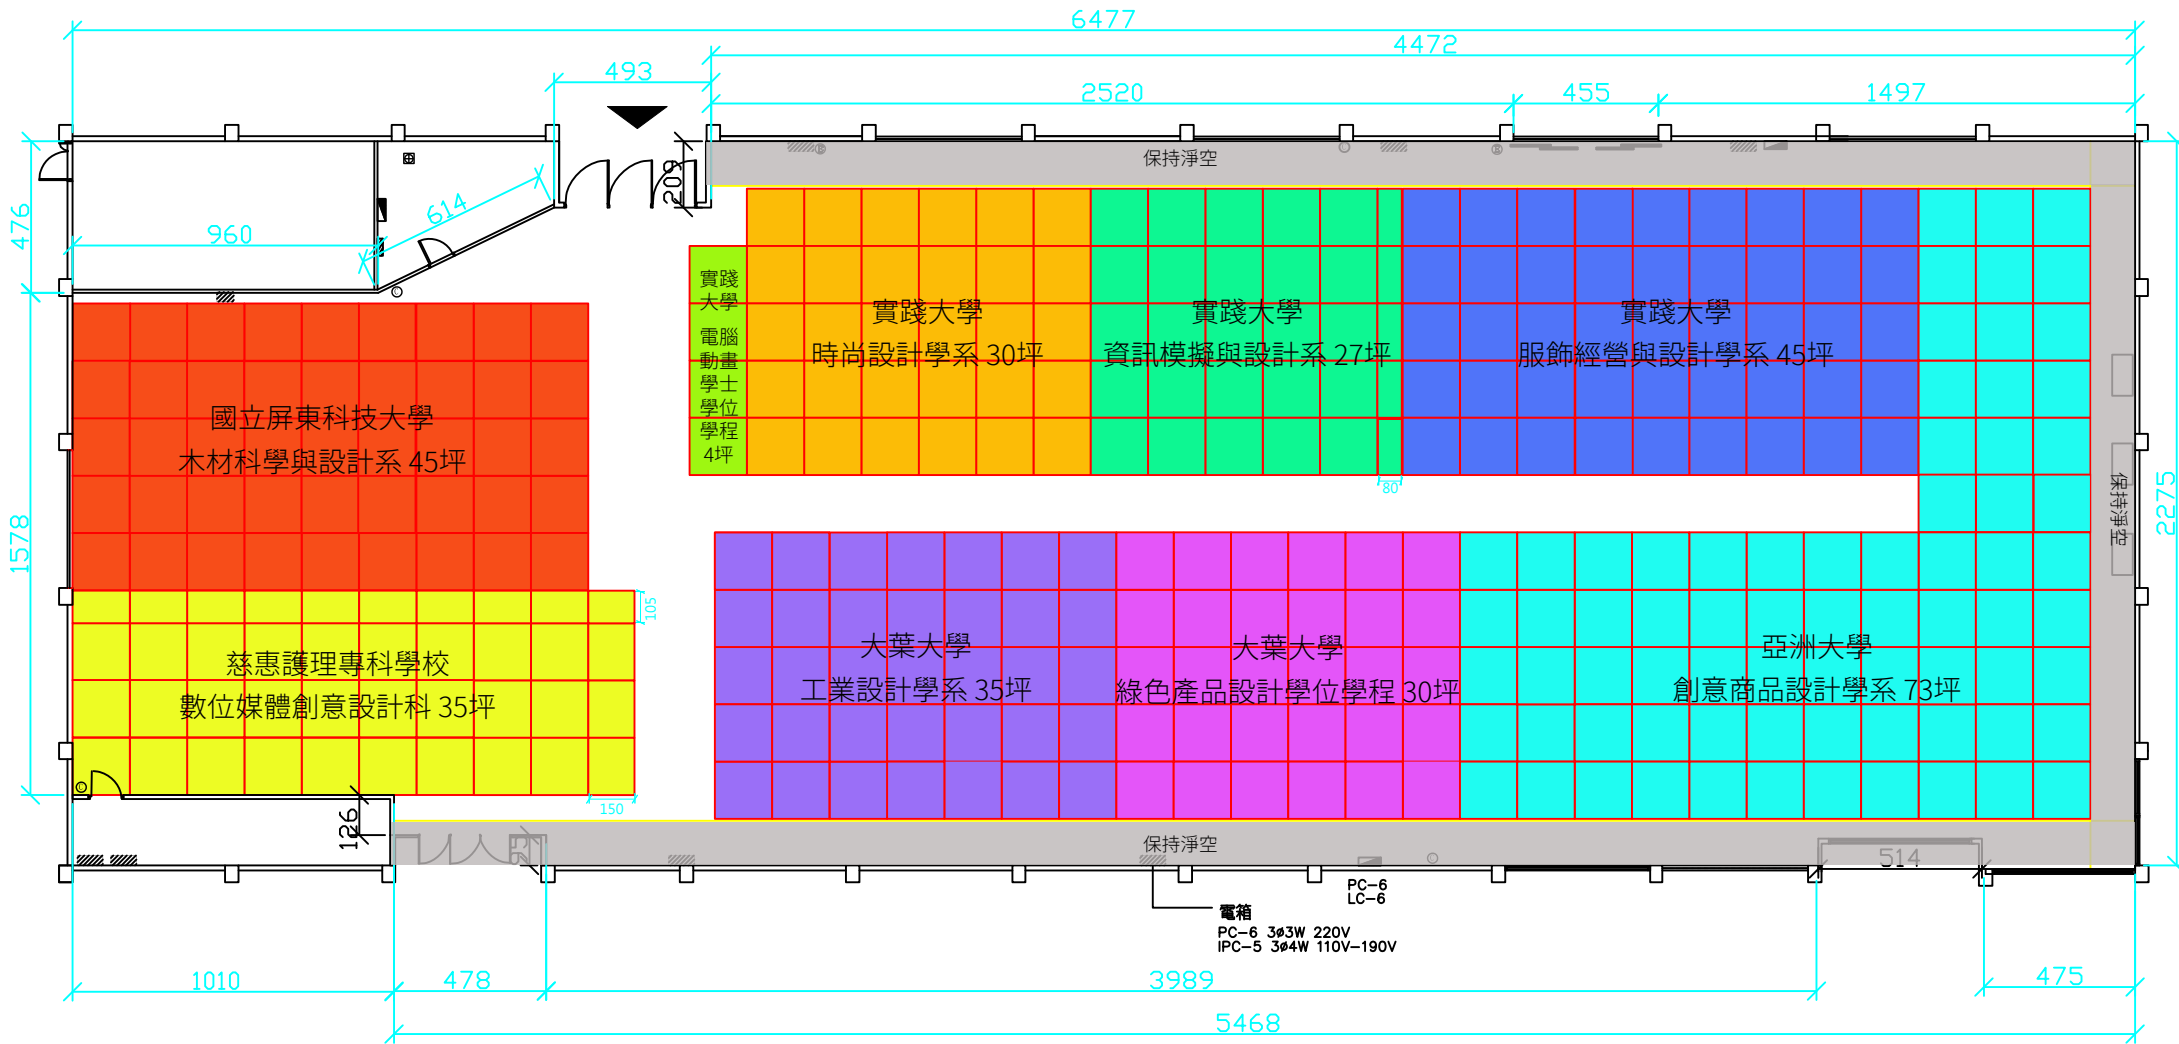 6477
4472
493
2520
455
1497
保持淨空
209
476
614
960
實踐
大學
電腦
動畫
學士
學位
學程
4坪
實踐大學
時尚設計學系 30坪
實踐大學
資訊模擬與設計系 27坪
實踐大學
服飾經營與設計學系 45坪
國立屏東科技大學
木材科學與設計系 45坪
80
保持淨空
2275
1578
105
慈惠護理專科學校
數位媒體創意設計科 35坪
大葉大學
工業設計學系 35坪
大葉大學
綠色產品設計學位學程 30坪
亞洲大學
創意商品設計學系 73坪
150
126
保持淨空
514
PC-6
LC-6
電箱
PC-6 3ø3W 220V
IPC-5 3ø4W 110V-190V
1010
478
3989
475
5468